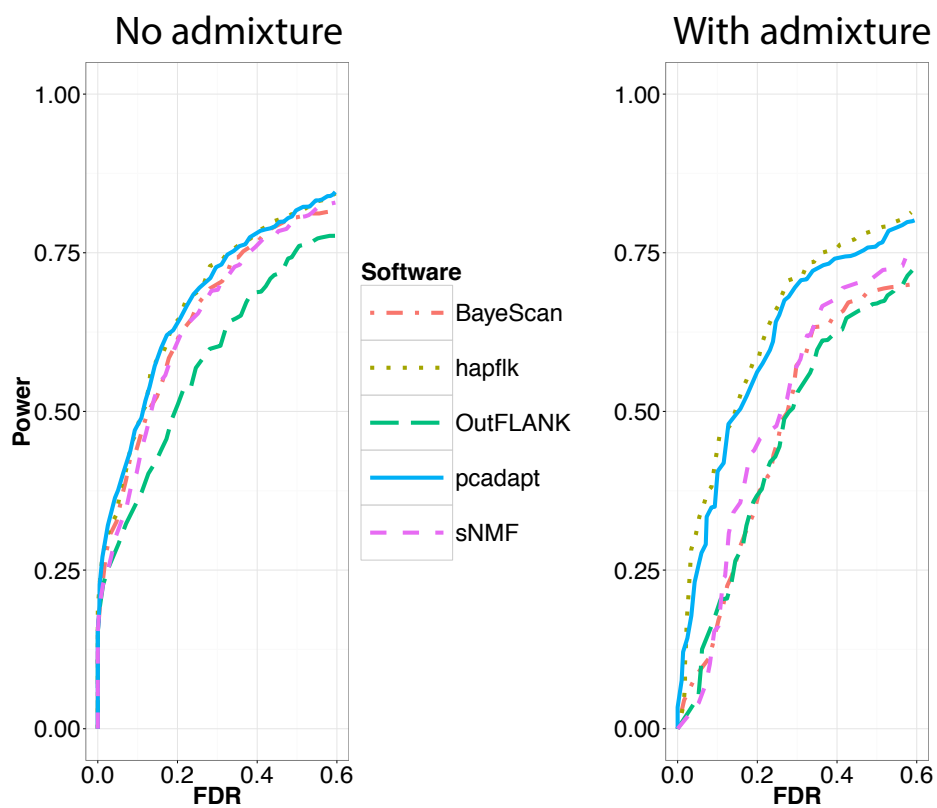 No admixture
With admixture
1.00
0.75
0.50
0.25
0.00
Power
0.0
0.2
0.4
0.6
FDR
Software
BayeScan
hapflk
OutFLANK
pcadapt
sNMF
1.00
0.75
0.50
0.25
0.00
0.0
0.2
0.4
0.6
FDR